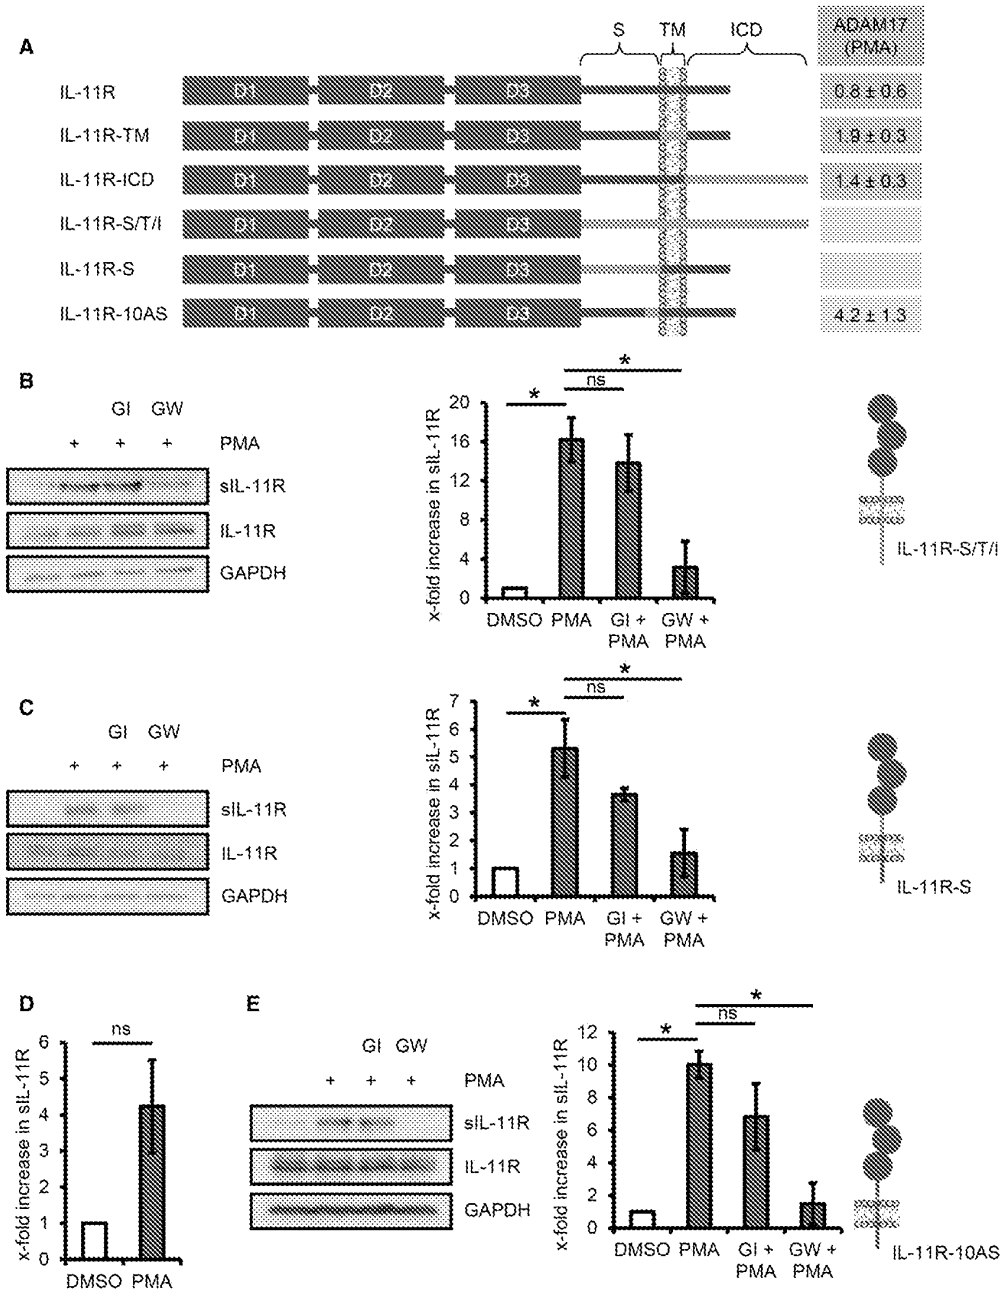 A
S TM ICD
ADAM17
(PMA)
IL-11R D1 D2 D3 0.8 ± 0.6
IL-11R-TM D1 D2 D3 1.9 ± 0.3
IL-11R-ICD D1 D2 D3 1.4 ± 0.3
IL-11R-S/T/I D1 D2 D3
IL-11R-S D1 D2 D3
IL-11R-10AS D1 D2 D3 4.2 ± 1.3
B
GI GW
+ + + PMA
sIL-11R
IL-11R
GAPDH
x-fold increase in sIL-11R
20
16
12
8
4
0
*
ns
*
DMSO PMA GI + PMA GW + PMA
IL-11R-S/T/I
C
GI GW
+ + + PMA
sIL-11R
IL-11R
GAPDH
x-fold increase in sIL-11R
7
6
5
4
3
2
1
0
*
ns
*
DMSO PMA GI + PMA GW + PMA
IL-11R-S
D
x-fold increase in sIL-11R
6
5
4
3
2
1
0
ns
DMSO PMA
E
GI GW
+ + + PMA
sIL-11R
IL-11R
GAPDH
x-fold increase in sIL-11R
12
10
8
6
4
2
0
*
ns
*
DMSO PMA GI + PMA GW + PMA
IL-11R-10AS